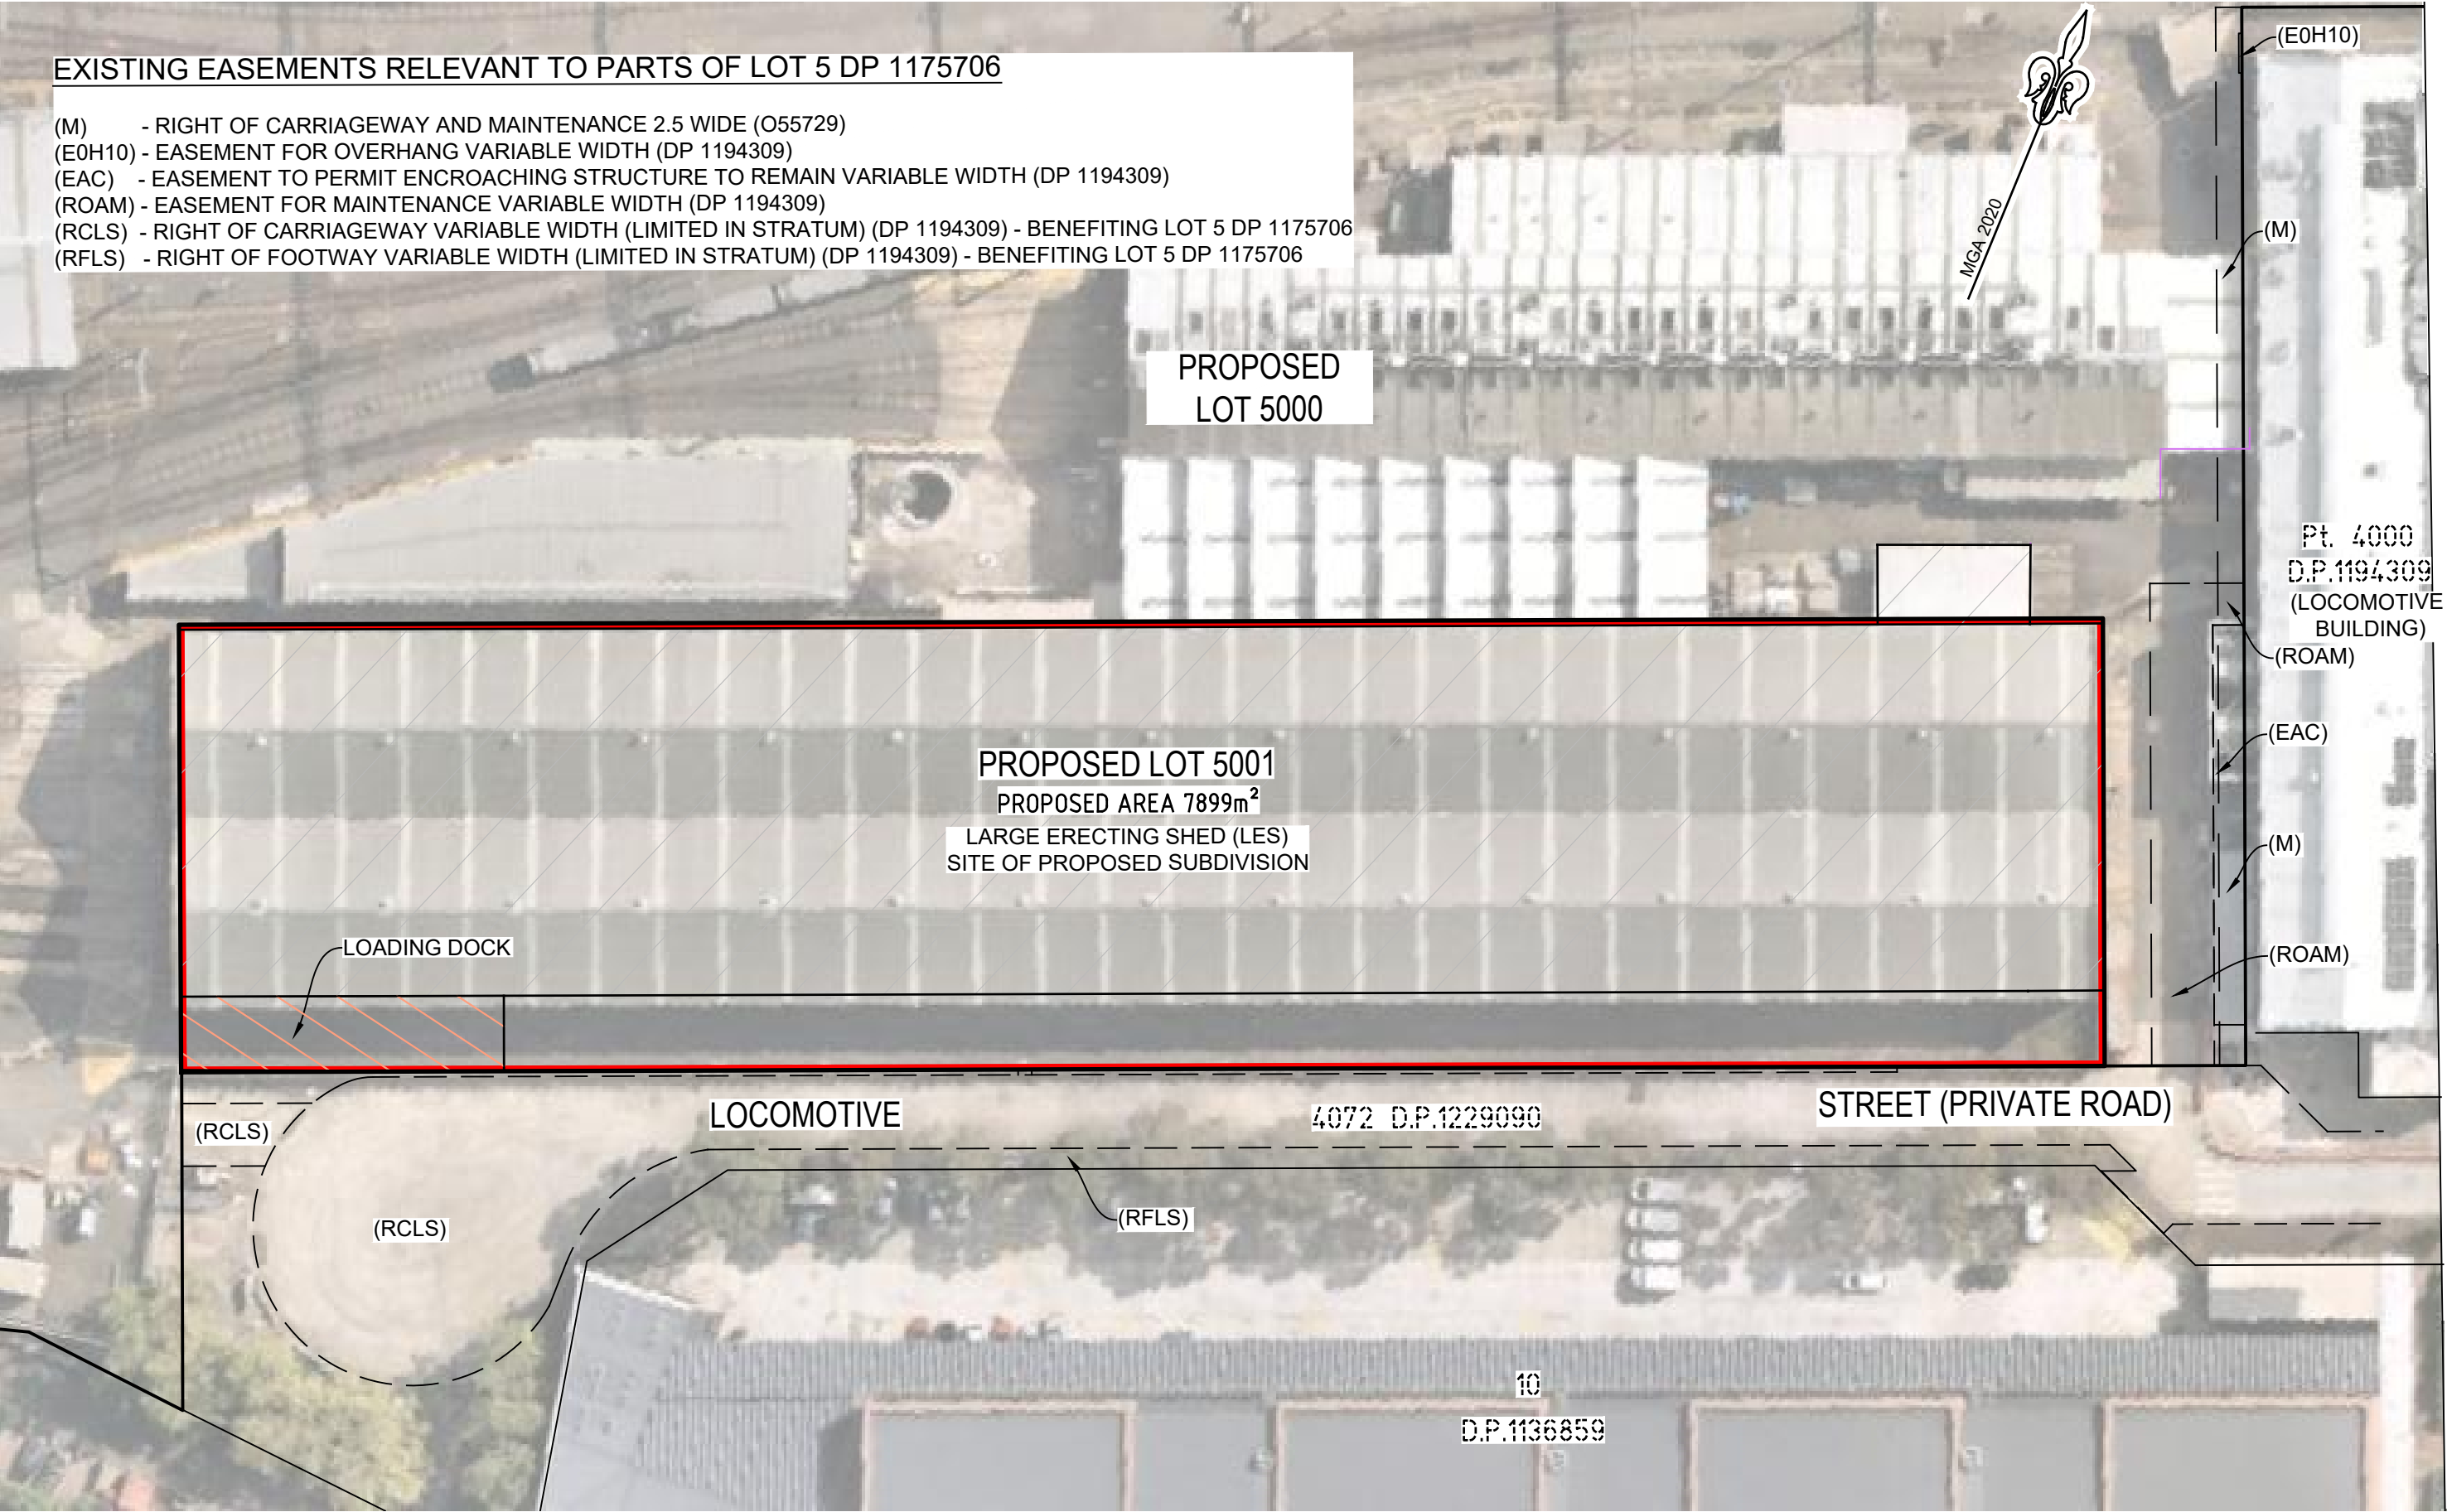 EXISTING EASEMENTS RELEVANT TO PARTS OF LOT 5 DP 1175706
(M) - RIGHT OF CARRIAGEWAY AND MAINTENANCE 2.5 WIDE (O55729)
(E0H10) - EASEMENT FOR OVERHANG VARIABLE WIDTH (DP 1194309)
(EAC) - EASEMENT TO PERMIT ENCROACHING STRUCTURE TO REMAIN VARIABLE WIDTH (DP 1194309)
(ROAM) - EASEMENT FOR MAINTENANCE VARIABLE WIDTH (DP 1194309)
(RCLS) - RIGHT OF CARRIAGEWAY VARIABLE WIDTH (LIMITED IN STRATUM) (DP 1194309) - BENEFITING LOT 5 DP 1175706
(RFLS) - RIGHT OF FOOTWAY VARIABLE WIDTH (LIMITED IN STRATUM) (DP 1194309) - BENEFITING LOT 5 DP 1175706
(E0H10)
MGA 2020
(M)
PROPOSED
LOT 5000
Pt. 4000
D.P.1194309
(LOCOMOTIVE
BUILDING)
(ROAM)
(EAC)
PROPOSED LOT 5001
PROPOSED AREA 7899m²
LARGE ERECTING SHED (LES)
SITE OF PROPOSED SUBDIVISION
(M)
LOADING DOCK
(ROAM)
(RCLS)
LOCOMOTIVE
4072 D.P.1229090
STREET (PRIVATE ROAD)
(RCLS)
(RFLS)
10
D.P.1136859